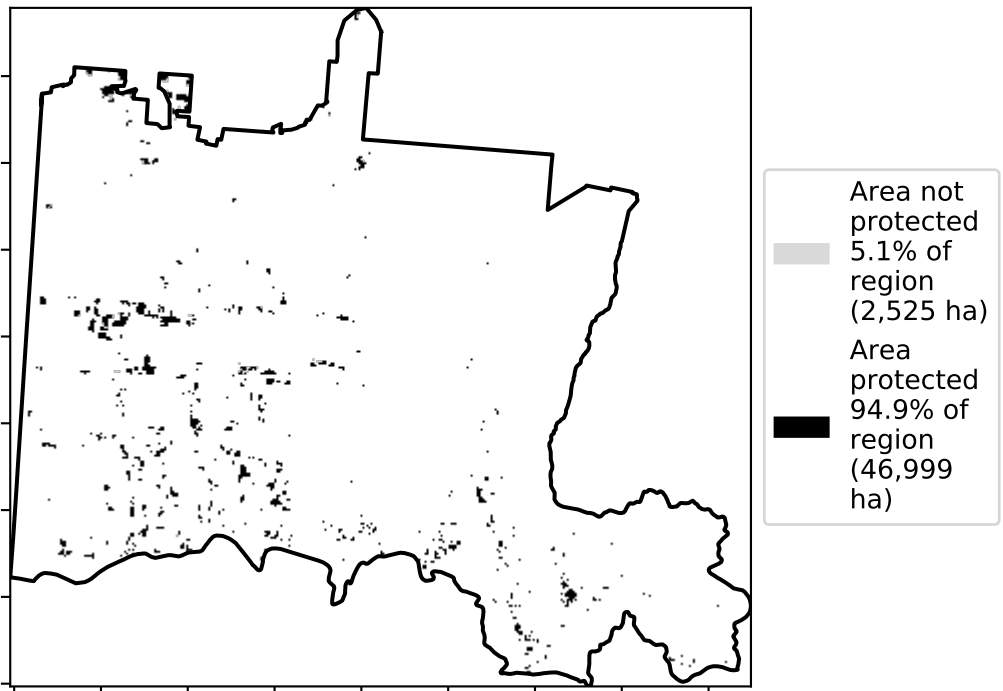 Area not
protected
5.1% of
region
(2,525 ha)
Area
protected
94.9% of
region
(46,999
ha)